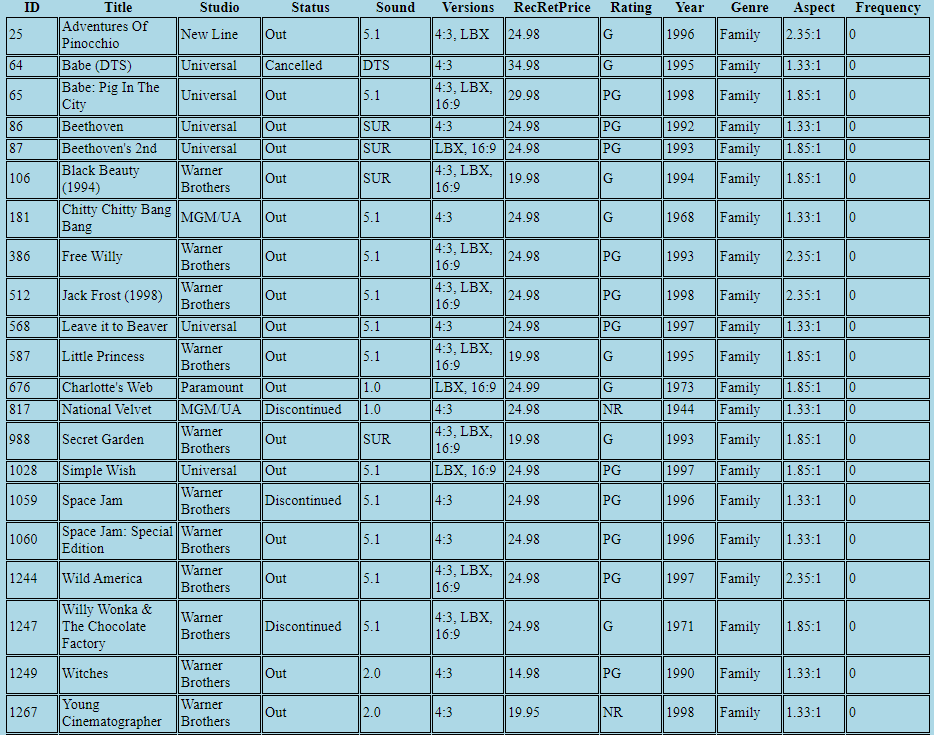 ID Title Studio Status Sound Versions RecRetPrice Rating Year Genre Aspect Frequency
25 Adventures Of Pinocchio New Line Out 5.1 4:3, LBX 24.98 G 1996 Family 2.35:1 0
64 Babe (DTS) Universal Cancelled DTS 4:3 34.98 G 1995 Family 1.33:1 0
65 Babe: Pig In The City Universal Out 5.1 4:3, LBX, 16:9 29.98 PG 1998 Family 1.85:1 0
86 Beethoven Universal Out SUR 4:3 24.98 PG 1992 Family 1.33:1 0
87 Beethoven's 2nd Universal Out SUR LBX, 16:9 24.98 PG 1993 Family 1.85:1 0
106 Black Beauty (1994) Warner Brothers Out SUR 4:3, LBX, 16:9 19.98 G 1994 Family 1.85:1 0
181 Chitty Chitty Bang Bang MGM/UA Out 5.1 4:3 24.98 G 1968 Family 1.33:1 0
386 Free Willy Warner Brothers Out 5.1 4:3, LBX, 16:9 24.98 PG 1993 Family 2.35:1 0
512 Jack Frost (1998) Warner Brothers Out 5.1 4:3, LBX, 16:9 24.98 PG 1998 Family 2.35:1 0
568 Leave it to Beaver Universal Out 5.1 4:3 24.98 PG 1997 Family 1.33:1 0
587 Little Princess Warner Brothers Out 5.1 4:3, LBX, 16:9 19.98 G 1995 Family 1.85:1 0
676 Charlotte's Web Paramount Out 1.0 LBX, 16:9 24.99 G 1973 Family 1.85:1 0
817 National Velvet MGM/UA Discontinued 1.0 4:3 24.98 NR 1944 Family 1.33:1 0
988 Secret Garden Warner Brothers Out SUR 4:3, LBX, 16:9 19.98 G 1993 Family 1.85:1 0
1028 Simple Wish Universal Out 5.1 LBX, 16:9 24.98 PG 1997 Family 1.85:1 0
1059 Space Jam Warner Brothers Discontinued 5.1 4:3 24.98 PG 1996 Family 1.33:1 0
1060 Space Jam: Special Edition Warner Brothers Out 5.1 4:3 24.98 PG 1996 Family 1.33:1 0
1244 Wild America Warner Brothers Out 5.1 4:3, LBX, 16:9 24.98 PG 1997 Family 2.35:1 0
1247 Willy Wonka & The Chocolate Factory Warner Brothers Discontinued 5.1 4:3, LBX, 16:9 24.98 G 1971 Family 1.85:1 0
1249 Witches Warner Brothers Out 2.0 4:3 14.98 PG 1990 Family 1.33:1 0
1267 Young Cinematographer Warner Brothers Out 2.0 4:3 19.95 NR 1998 Family 1.33:1 0